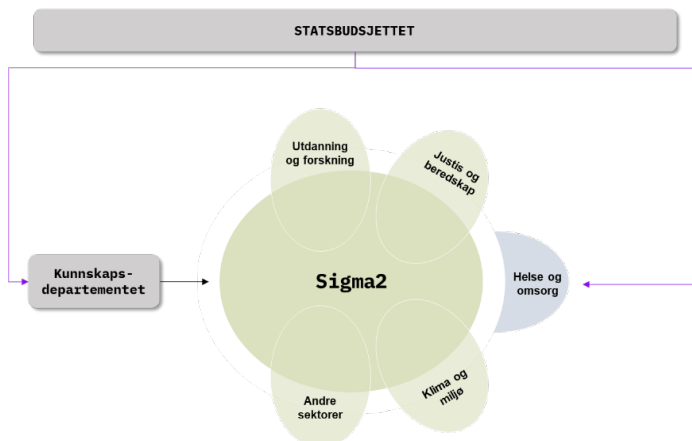 STATSBUDSJETTET
Utdanning
og forskning
Justis og
beredskap
Kunnskaps-
departementet
Sigma2
Helse og
omsorg
Klima og
miljø
Andre
sektorer